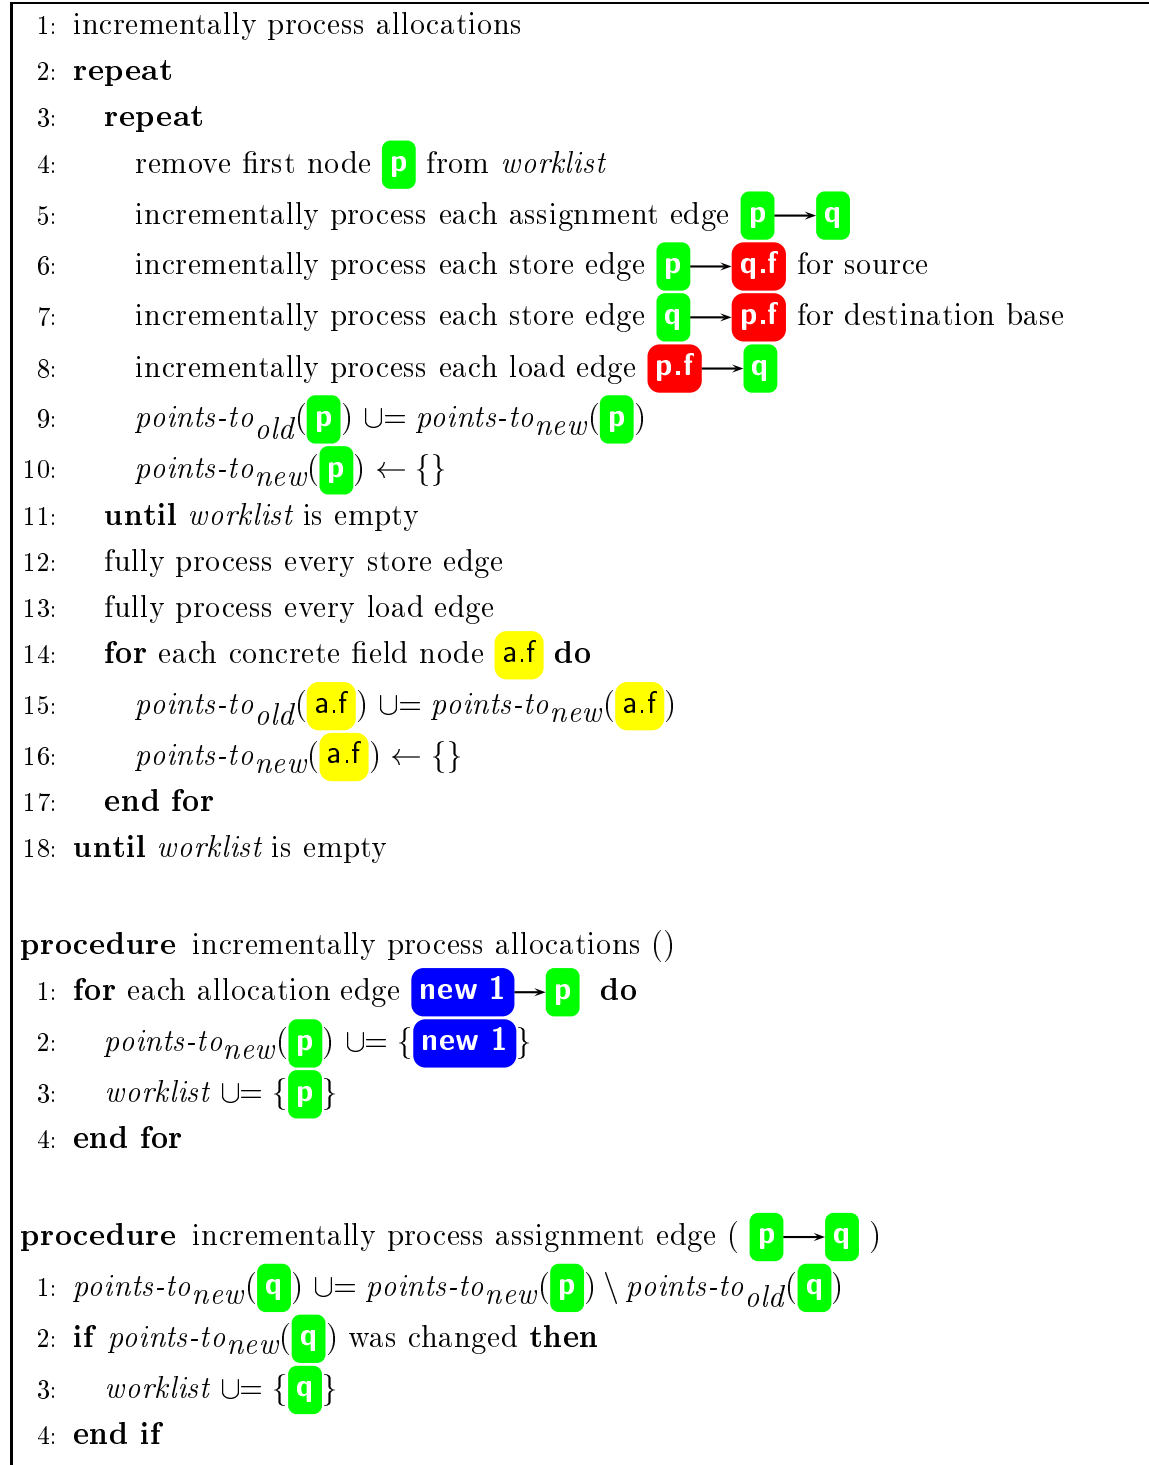 1: incrementally process allocations
2: repeat
3: repeat
4: remove first node p from worklist
5: incrementally process each assignment edge p→q
6: incrementally process each store edge p→q.f for source
7: incrementally process each store edge q→p.f for destination base
8: incrementally process each load edge p.f→q
9: points-to_old(p) ∪= points-to_new(p)
10: points-to_new(p) ← {}
11: until worklist is empty
12: fully process every store edge
13: fully process every load edge
14: for each concrete field node a.f do
15: points-to_old(a.f) ∪= points-to_new(a.f)
16: points-to_new(a.f) ← {}
17: end for
18: until worklist is empty
procedure incrementally process allocations ()
1: for each allocation edge new 1→p do
2: points-to_new(p) ∪= {new 1}
3: worklist ∪= {p}
4: end for
procedure incrementally process assignment edge ( p→q )
1: points-to_new(q) ∪= points-to_new(p) \ points-to_old(q)
2: if points-to_new(q) was changed then
3: worklist ∪= {q}
4: end if